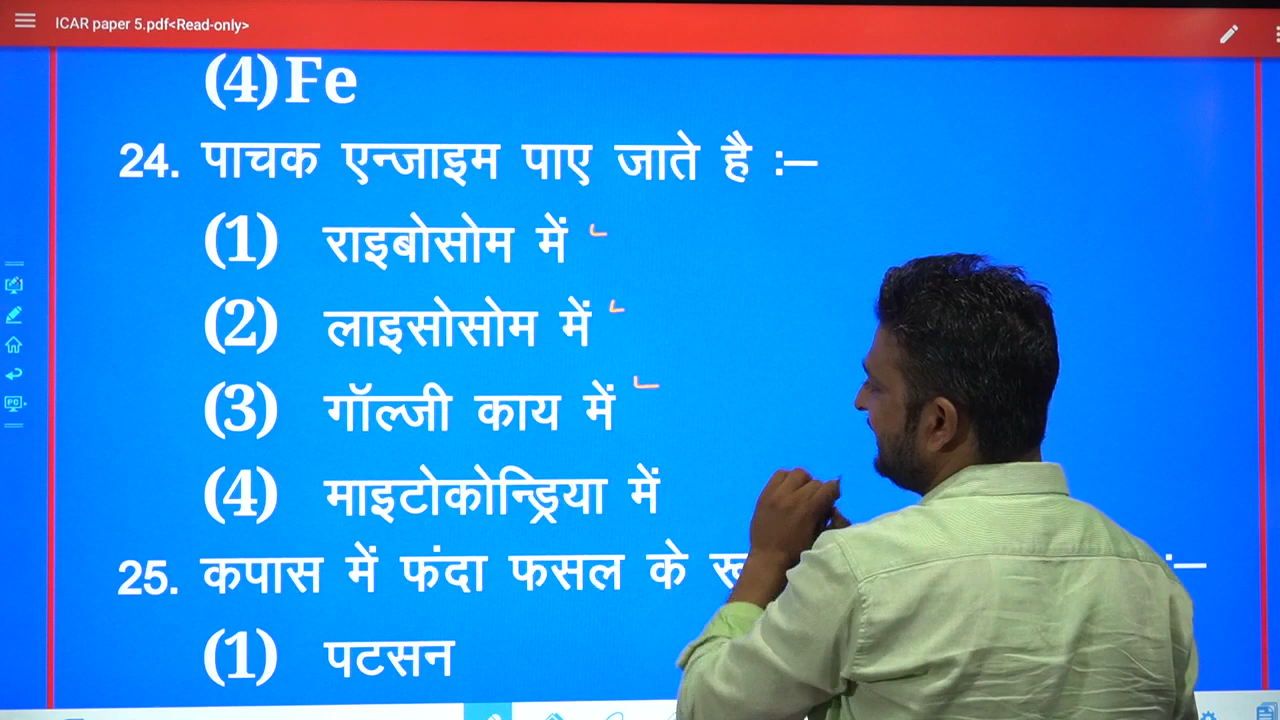 ICAR paper 5.pdf<Read-only>
(4) Fe
24. पाचक एन्जाइम पाए जाते है :–
(1) राइबोसोम में
(2) लाइसोसोम में
(3) गॉल्जी काय में
(4) माइटोकोन्ड्रिया में
25. कपास में फंदा फसल के :–
(1) पटसन